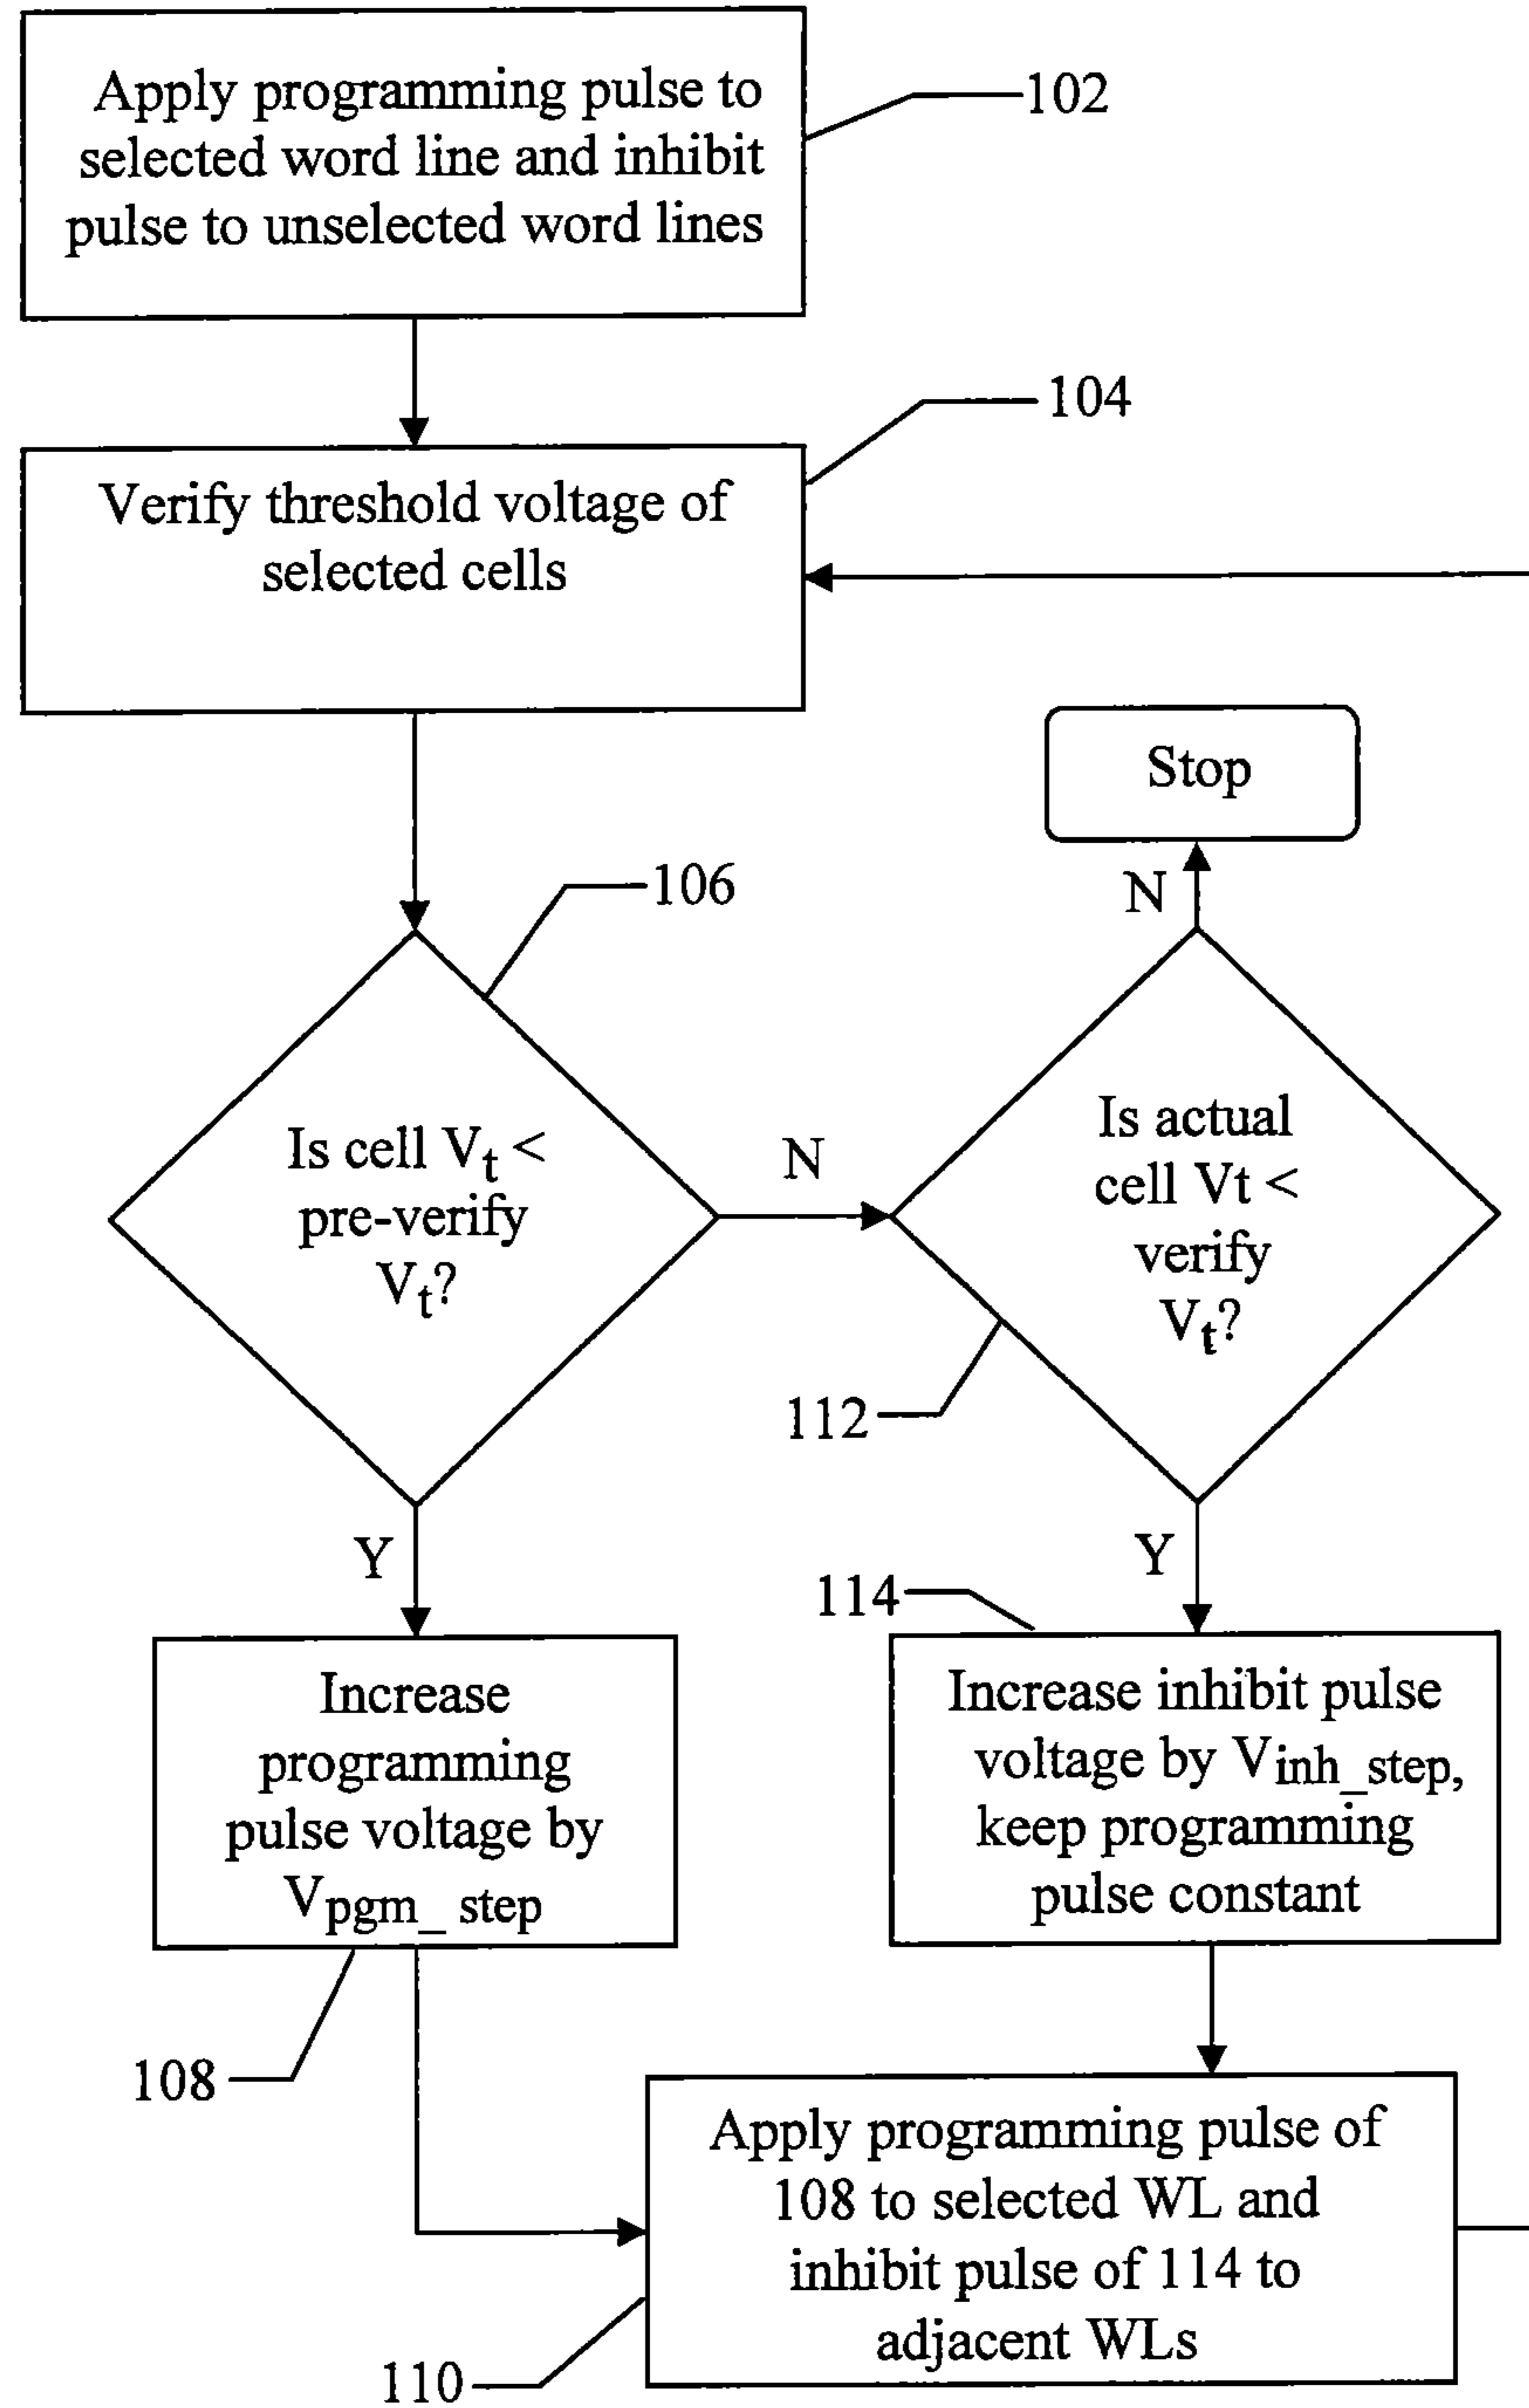 Apply programming pulse to
selected word line and inhibit
pulse to unselected word lines
102
104
Verify threshold voltage of
selected cells
Stop
N
106
Is cell Vt <
pre-verify
Vt?
N
Is actual
cell Vt <
verify
Vt?
112
Y
Y
114
Increase
programming
pulse voltage by
Vpgm_ step
Increase inhibit pulse
voltage by Vinh_step,
keep programming
pulse constant
108
Apply programming pulse of
108 to selected WL and
inhibit pulse of 114 to
adjacent WLs
110